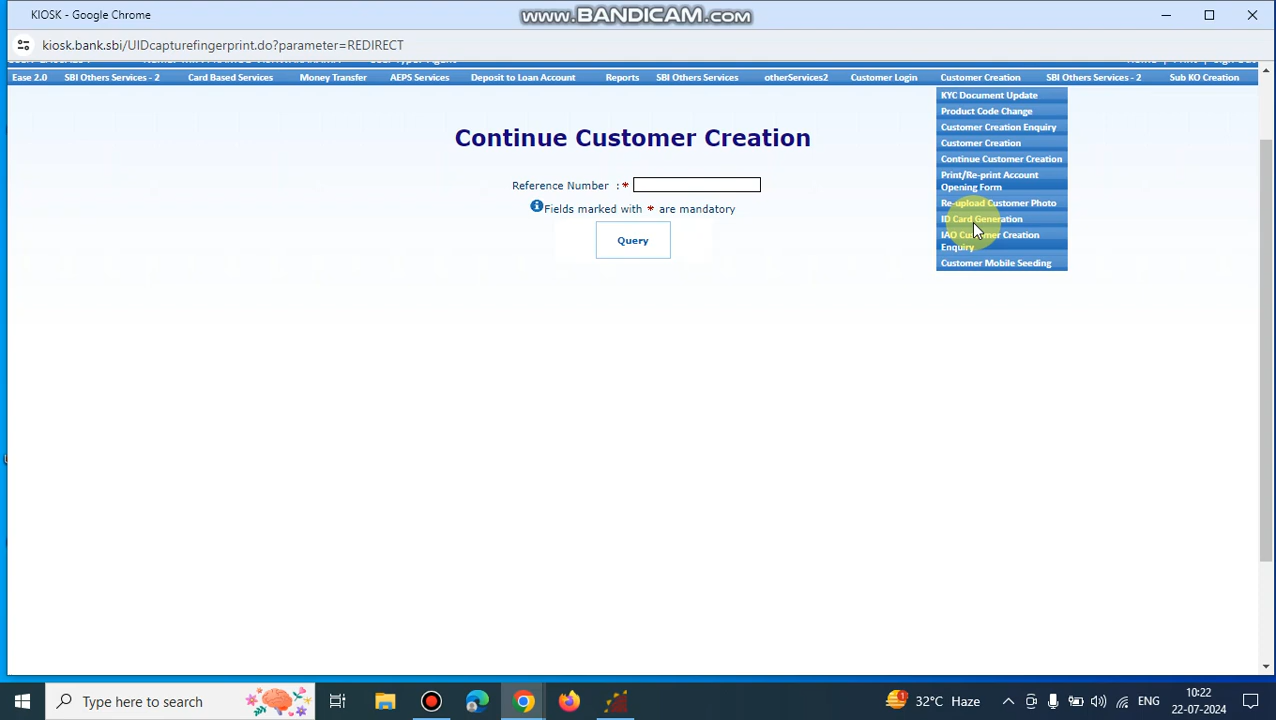 KIOSK - Google Chrome
www.BANDICAM.com
kiosk.bank.sbi/UIDcapturefingerprint.do?parameter=REDIRECT
Ease 2.0 SBI Others Services - 2 Card Based Services Money Transfer AEPS Services Deposit to Loan Account Reports SBI Others Services otherServices2 Customer Login Customer Creation SBI Others Services - 2 Sub KO Creation
KYC Document Update
Product Code Change
Customer Creation Enquiry
Customer Creation
Continue Customer Creation
Print/Re-print Account
Opening Form
Re-upload Customer Photo
ID Card Generation
IAO Customer Creation
Enquiry
Customer Mobile Seeding
Continue Customer Creation
Reference Number : *
Fields marked with * are mandatory
Query
Type here to search
1
32°C Haze
ENG
10:22
22-07-2024